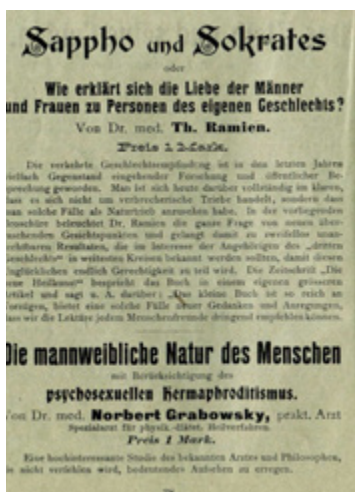 Sappho und Sokrates
oder
Wie erklärt sich die Liebe der Männer
und Frauen zu Personen des eigenen Geschlechts?
Von Dr. med. Th. Ramien.
Preis 1 Mark.
Die verkehrte Geschlechtsempfindung ist in den letzten Jahren
vielfach Gegenstand eingehender Forschung und öffentlicher Be-
sprechung geworden. Man ist sich heute darüber vollständig im klaren,
dass es sich nicht um verbrecherische Triebe handelt, sondern dass
man solche Fälle als Naturtrieb anzusehen habe. In der vorliegenden
Broschüre beleuchtet Dr. Ramien die ganze Frage von neuen über-
raschenden Gesichtspunkten und gelangt damit zu zweifellos unan-
fechtbaren Resultaten, die im Interesse der Angehörigen des „dritten
Geschlechts“ in weitesten Kreisen bekannt werden sollten, damit diesen
Unglücklichen endlich Gerechtigkeit zu teil wird. Die Zeitschrift „Die
neue Heilkunst“ bespricht das Buch in einem eigenen grösseren
Artikel und sagt u. A. darüber: „Das kleine Buch ist so reich an
Vorzügen, bietet eine solche Fülle neuer Gedanken und Anregungen,
dass wir die Lektüre jedem Menschenfreunde dringend empfehlen können.
Die mannweibliche Natur des Menschen
mit Berücksichtigung des
psychosexuellen Hermaphroditismus.
Von Dr. med. Norbert Grabowsky, prakt. Arzt
Spezialarzt für physik.-diätet. Heilverfahren.
Preis 1 Mark.
Eine hochinteressante Studie des bekannten Arztes und Philosophen,
die nicht verfehlen wird, bedeutendes Aufsehen zu erregen.